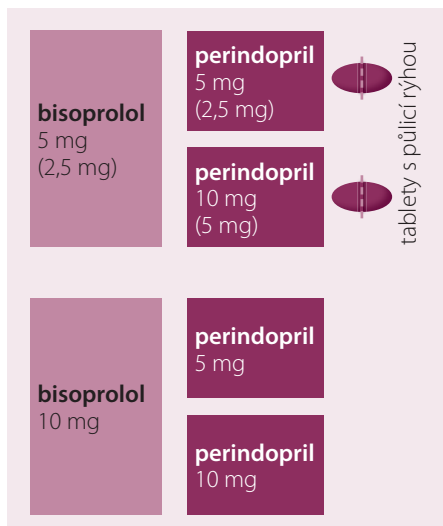 bisoprolol
5 mg
(2,5 mg)
perindopril
5 mg
(2,5 mg)
perindopril
10 mg
(5 mg)
tablety s půlicí rýhou
bisoprolol
10 mg
perindopril
5 mg
perindopril
10 mg